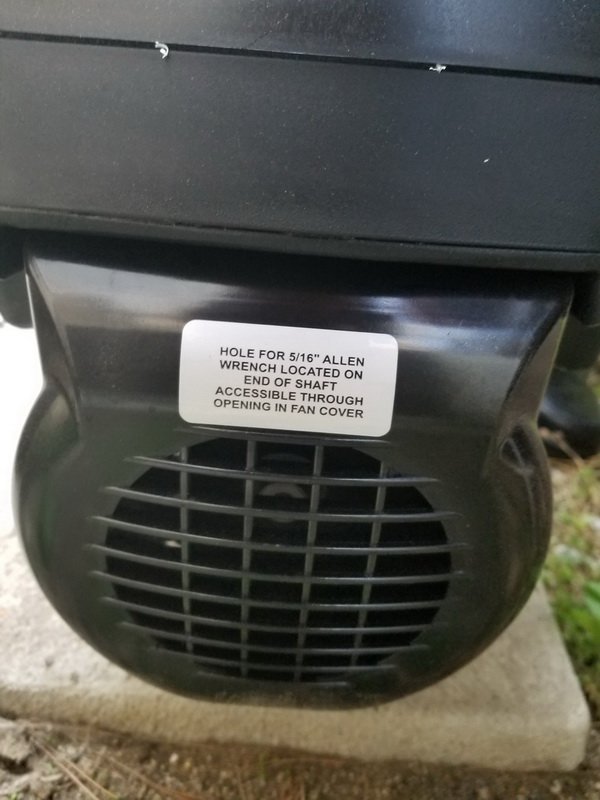 HOLE FOR 5/16" ALLEN
WRENCH LOCATED ON
END OF SHAFT
ACCESSIBLE THROUGH
OPENING IN FAN COVER